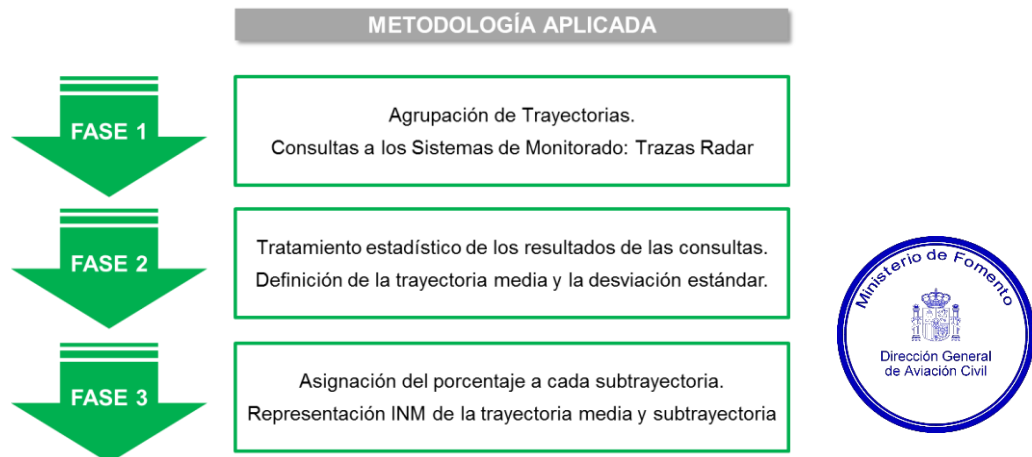 METODOLOGÍA APLICADA
FASE 1
Agrupación de Trayectorias.
Consultas a los Sistemas de Monitorado: Trazas Radar
FASE 2
Tratamiento estadístico de los resultados de las consultas.
Definición de la trayectoria media y la desviación estándar.
FASE 3
Asignación del porcentaje a cada subtrayectoria.
Representación INM de la trayectoria media y subtrayectoria
Ministerio de Fomento
Dirección General
de Aviación Civil